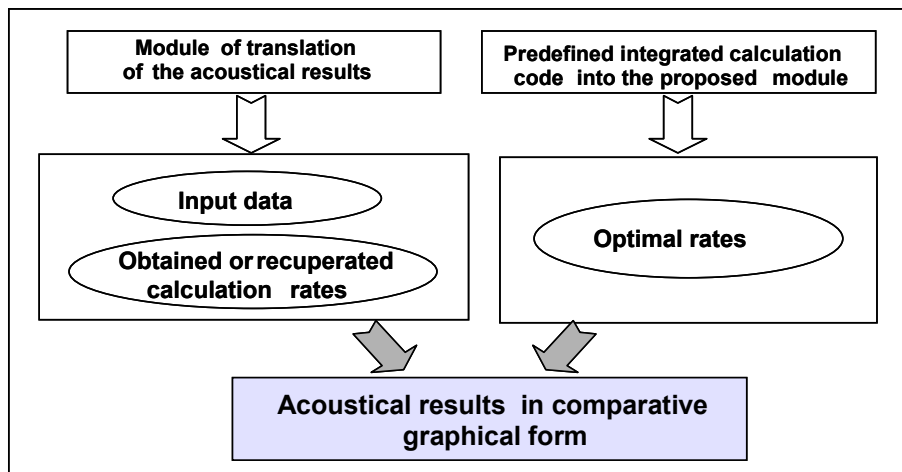 Module of translation
of the acoustical results
Predefined integrated calculation
code into the proposed module
Input data
Obtained or recuperated
calculation rates
Optimal rates
Acoustical results in comparative
graphical form